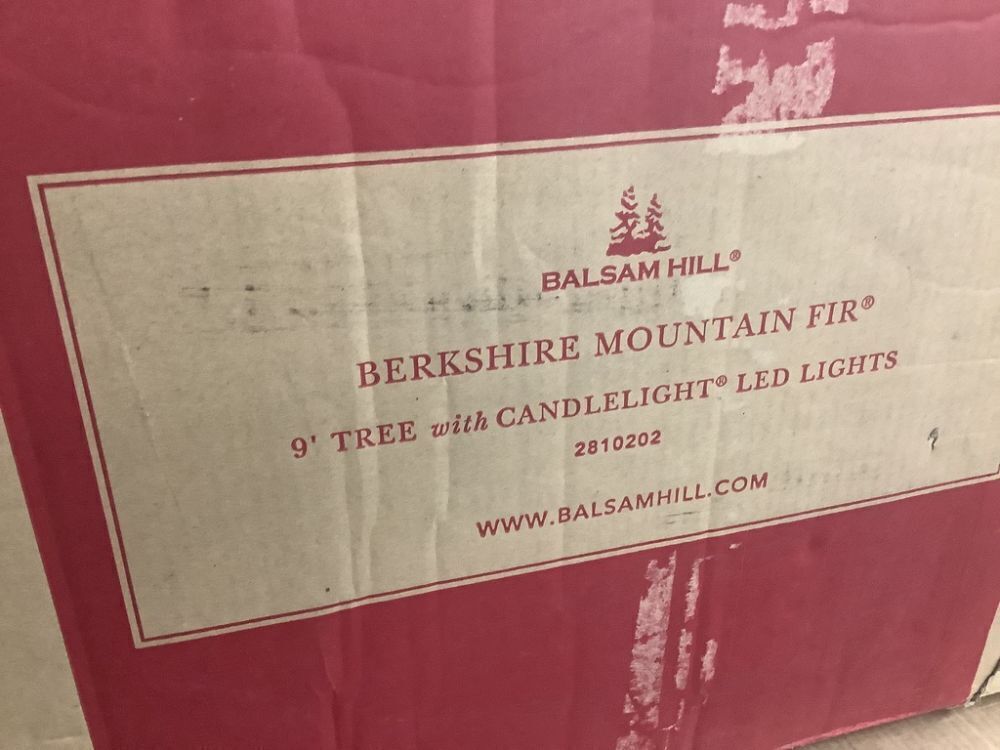 BALSAM HILL®
BERKSHIRE MOUNTAIN FIR®
9' TREE with CANDLELIGHT® LED LIGHTS
2810202
WWW.BALSAMHILL.COM